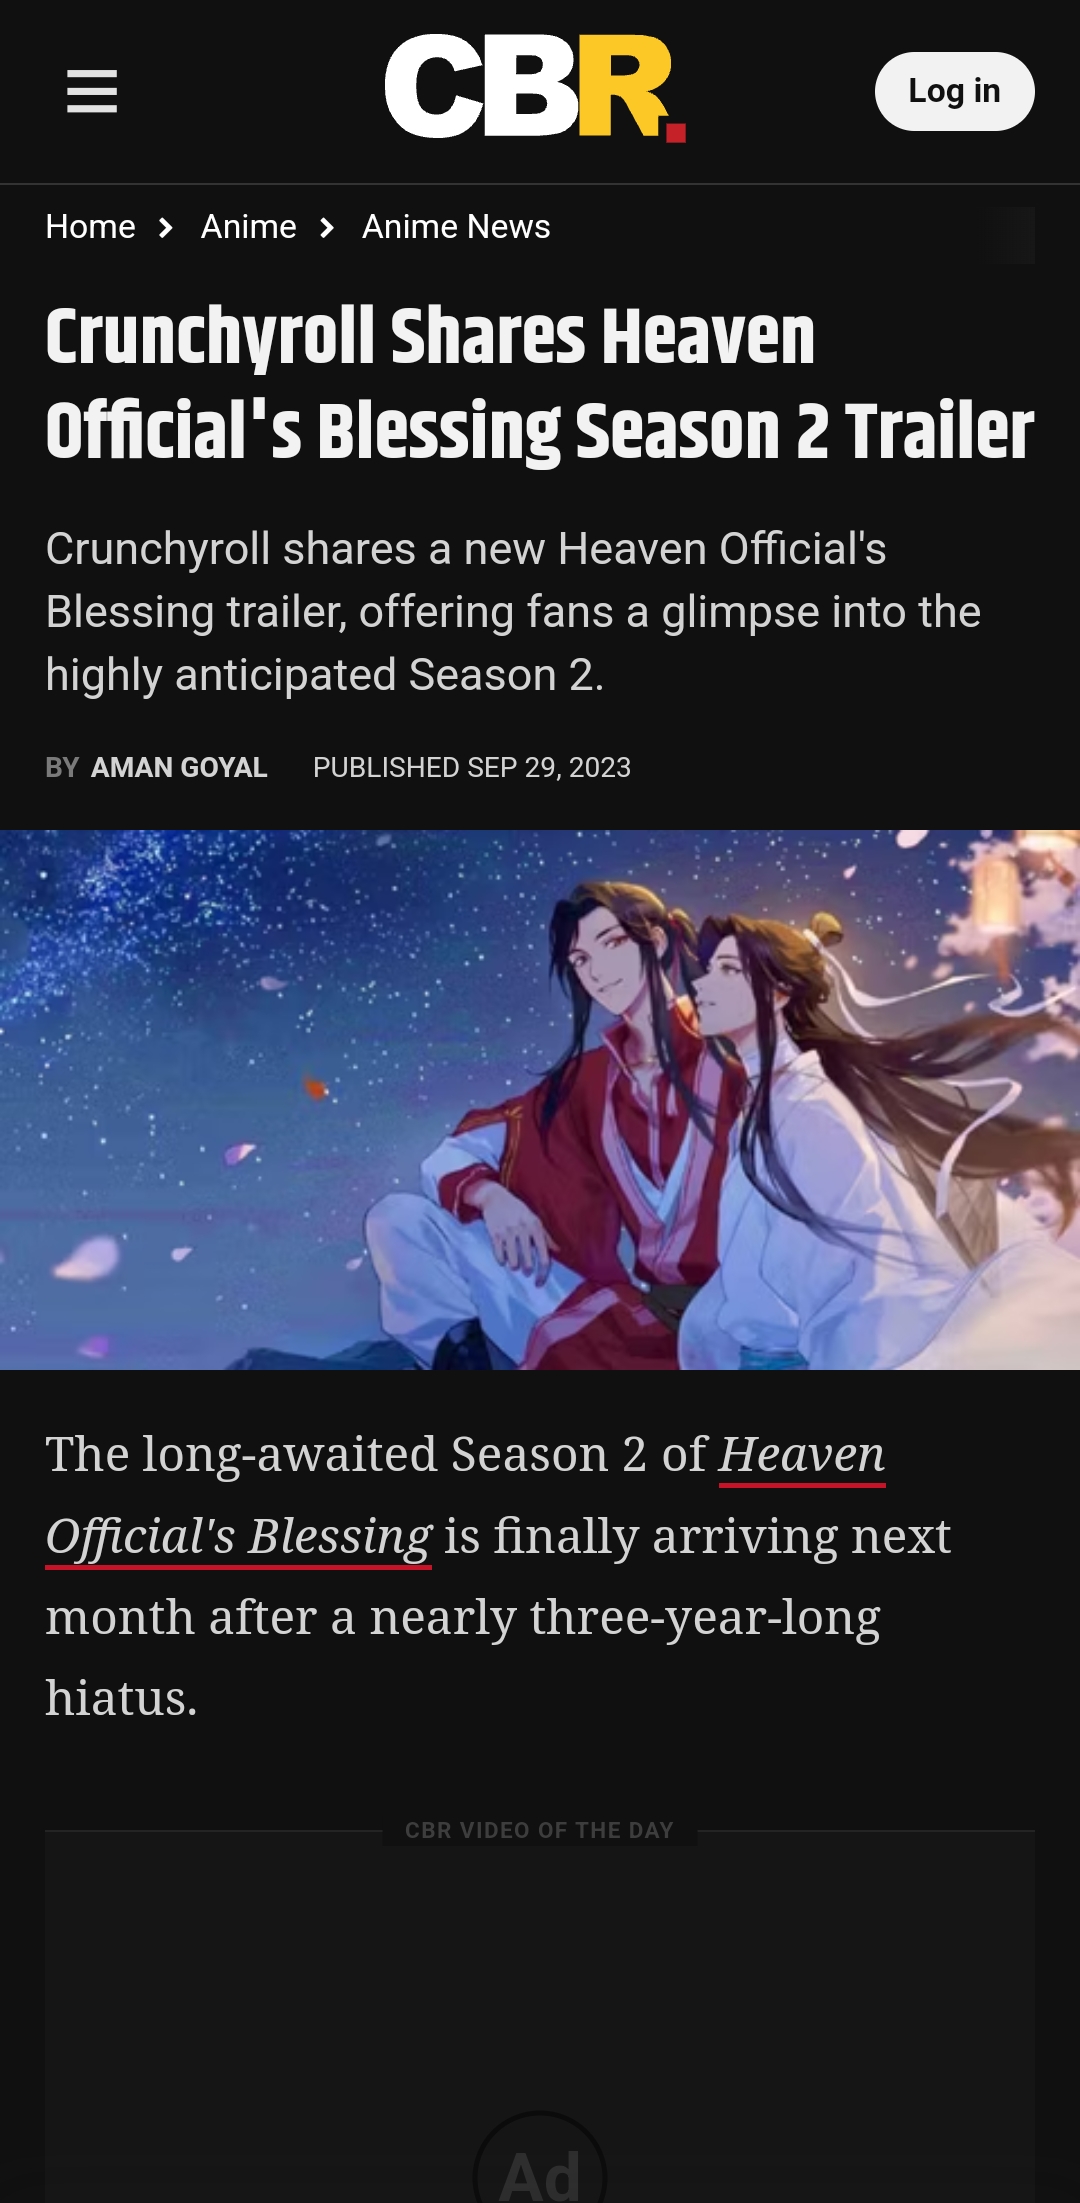 CBR.
Log in
Home > Anime > Anime News
Crunchyroll Shares Heaven
Official's Blessing Season 2 Trailer
Crunchyroll shares a new Heaven Official's
Blessing trailer, offering fans a glimpse into the
highly anticipated Season 2.
BY AMAN GOYAL PUBLISHED SEP 29, 2023
The long-awaited Season 2 of Heaven
Official's Blessing is finally arriving next
month after a nearly three-year-long
hiatus.
CBR VIDEO OF THE DAY
Ad